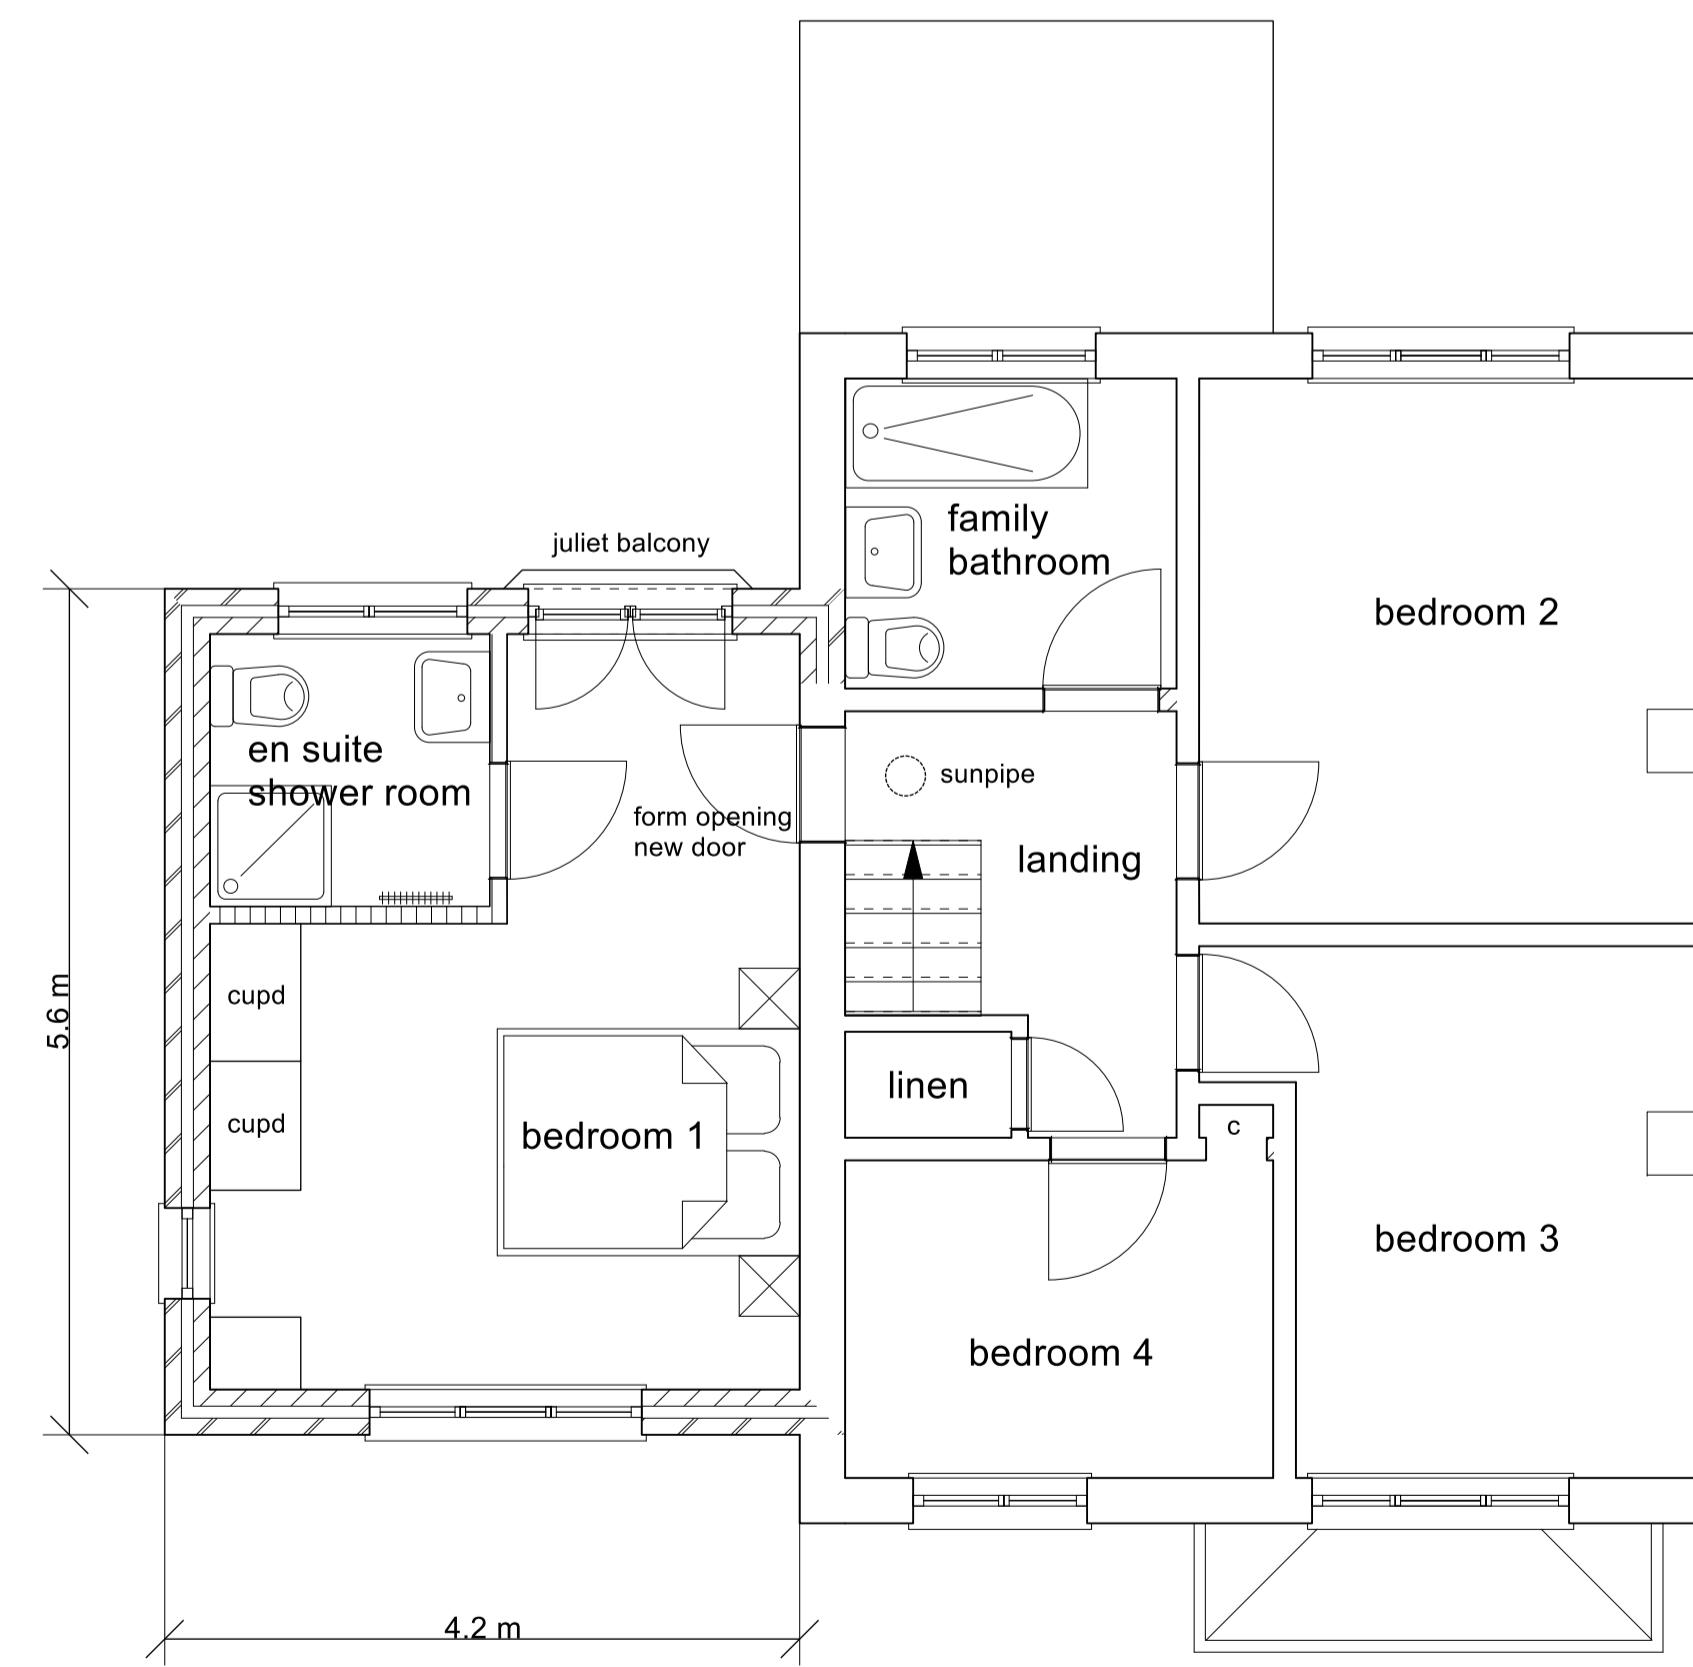 juliet balcony
family
bathroom
bedroom 2
en suite
shower room
sunpipe
form opening
new door
landing
cupd
5.6 m
linen
cupd
c
bedroom 1
bedroom 3
bedroom 4
4.2 m